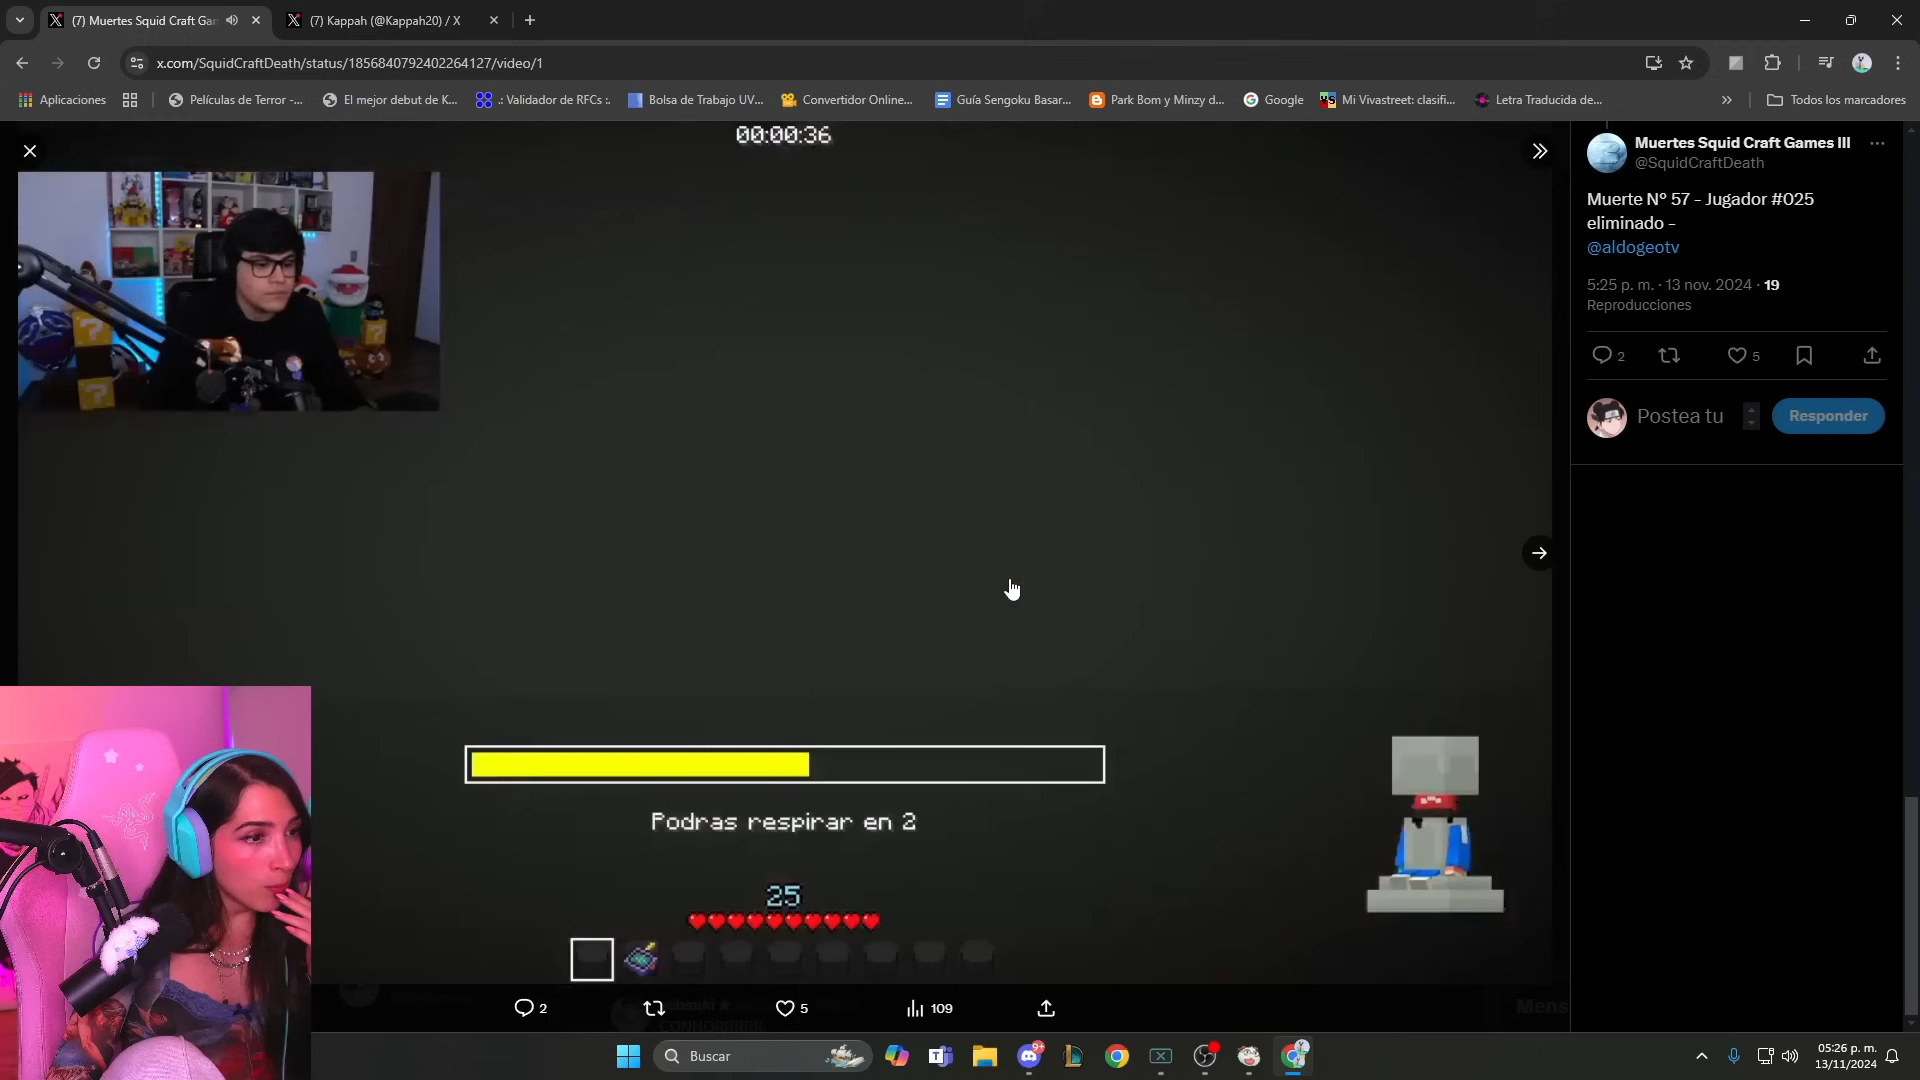 (7) Muertes Squid Craft Gar
(7) Kappah (@Kappah20) / X
x.com/SquidCraftDeath/status/1856840792402264127/video/1
Aplicaciones
Películas de Terror -...
El mejor debut de K...
.: Validador de RFCs :.
Bolsa de Trabajo UV...
Convertidor Online...
Guía Sengoku Basar...
Park Bom y Minzy d...
Google
Mi Vivastreet: clasifi...
Letra Traducida de...
Todos los marcadores
00:00:36
Muertes Squid Craft Games III
@SquidCraftDeath
Muerte Nº 57 - Jugador #025
eliminado -
@aldogeotv
5:25 p. m. · 13 nov. 2024 · 19
Reproducciones
2
5
Postea tu
Responder
Podras respirar en 2
25
2
5
109
Mens
Buscar
9+
05:26 p. m.
13/11/2024